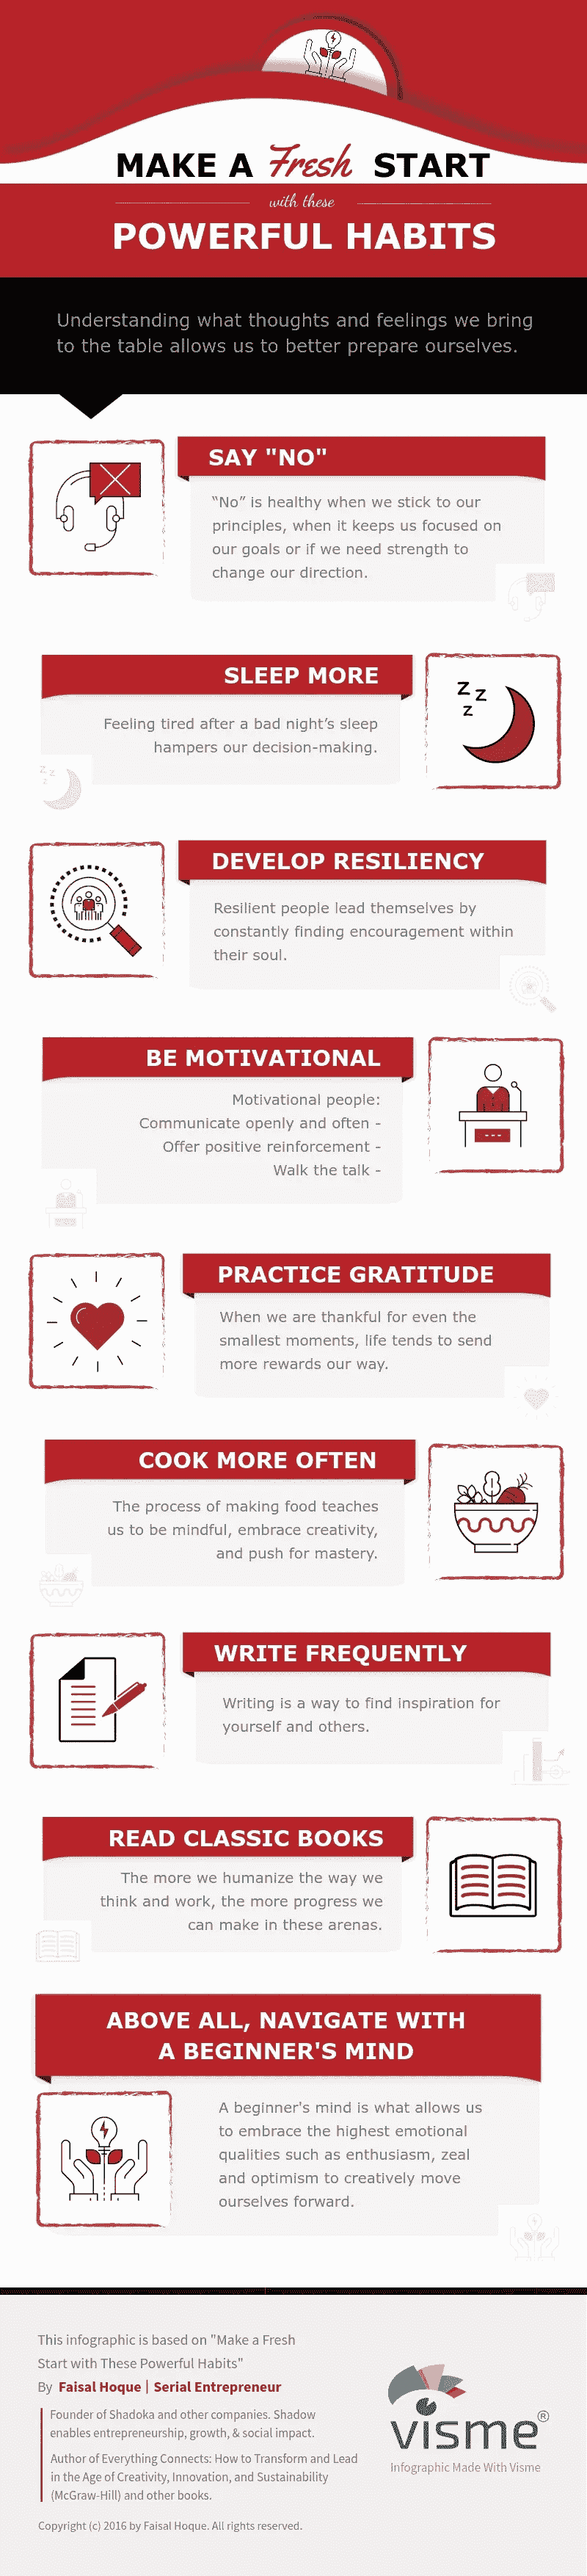 MAKE A Fresh START
with these
POWERFUL HABITS
Understanding what thoughts and feelings we bring
to the table allows us to better prepare ourselves.
SAY "NO"
“No” is healthy when we stick to our
principles, when it keeps us focused on
our goals or if we need strength to
change our direction.
SLEEP MORE
z z
z
Feeling tired after a bad night’s sleep
hampers our decision-making.
z z
z
DEVELOP RESILIENCY
Resilient people lead themselves by
constantly finding encouragement within
their soul.
BE MOTIVATIONAL
Motivational people:
Communicate openly and often -
Offer positive reinforcement -
Walk the talk -
PRACTICE GRATITUDE
When we are thankful for even the
smallest moments, life tends to send
more rewards our way.
COOK MORE OFTEN
The process of making food teaches
us to be mindful, embrace creativity,
and push for mastery.
WRITE FREQUENTLY
Writing is a way to find inspiration for
yourself and others.
READ CLASSIC BOOKS
The more we humanize the way we
think and work, the more progress we
can make in these arenas.
ABOVE ALL, NAVIGATE WITH
A BEGINNER'S MIND
A beginner's mind is what allows us
to embrace the highest emotional
qualities such as enthusiasm, zeal
and optimism to creatively move
ourselves forward.
This infographic is based on "Make a Fresh
Start with These Powerful Habits"
By Faisal Hoque | Serial Entrepreneur
Founder of Shadoka and other companies. Shadow
enables entrepreneurship, growth, & social impact.
Author of Everything Connects: How to Transform and Lead
in the Age of Creativity, Innovation, and Sustainability
(McGraw-Hill) and other books.
Copyright (c) 2016 by Faisal Hoque. All rights reserved.
visme®
Infographic Made With Visme